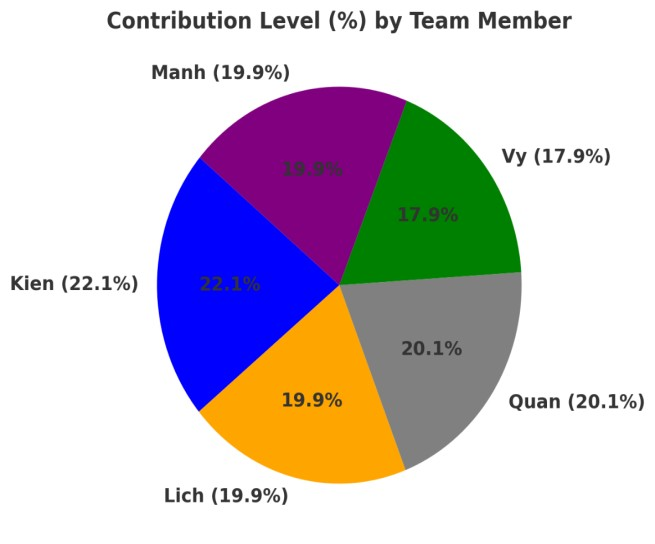 Contribution Level (%) by Team Member
Manh (19.9%)
19.9%
Vy (17.9%)
17.9%
Kien (22.1%)
22.1%
20.1%
Quan (20.1%)
19.9%
Lich (19.9%)